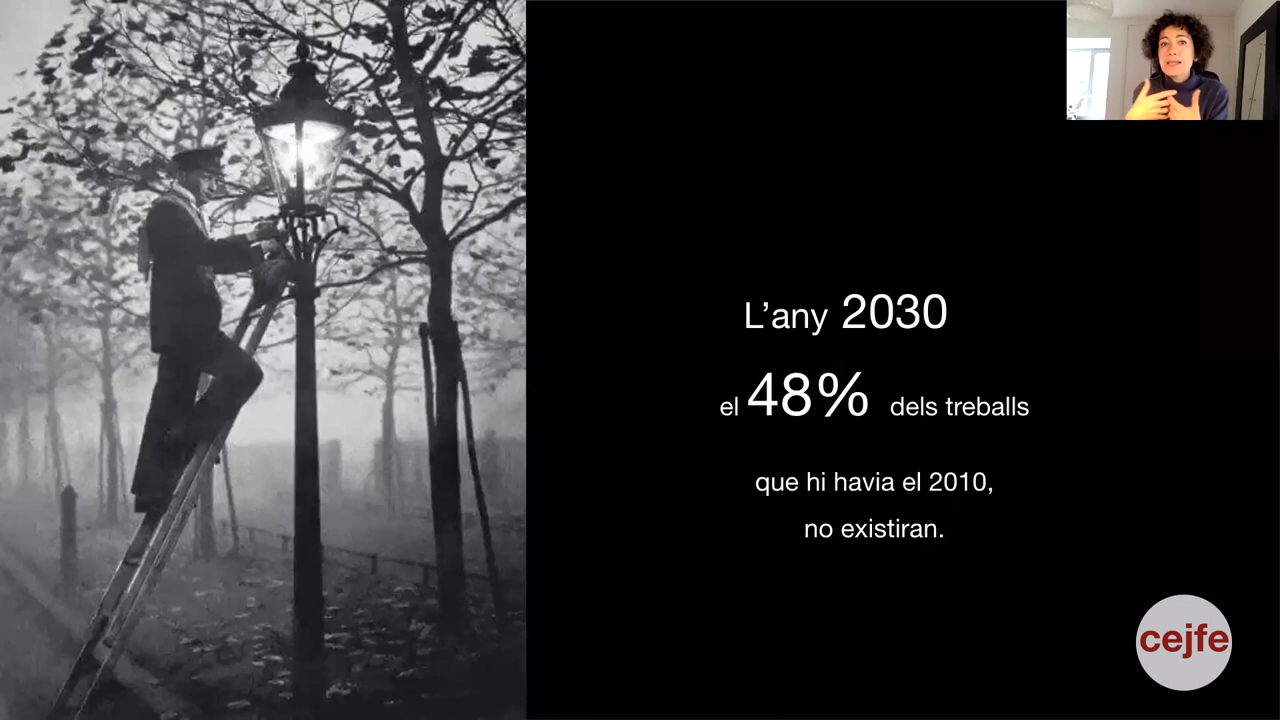 L’any 2030
el 48% dels treballs
que hi havia el 2010,
no existiran.
cejfe